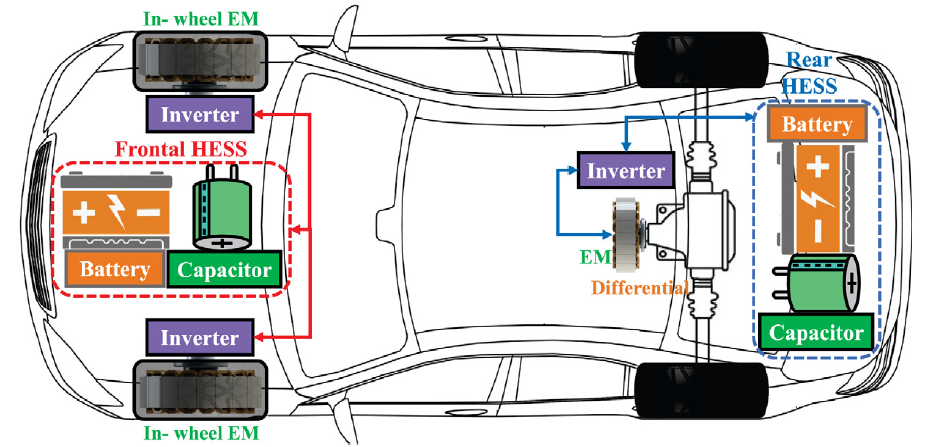 In- wheel EM
Inverter
Frontal HESS
Battery
Capacitor
Inverter
In- wheel EM
Rear
HESS
Battery
Inverter
EM
Differential
Capacitor